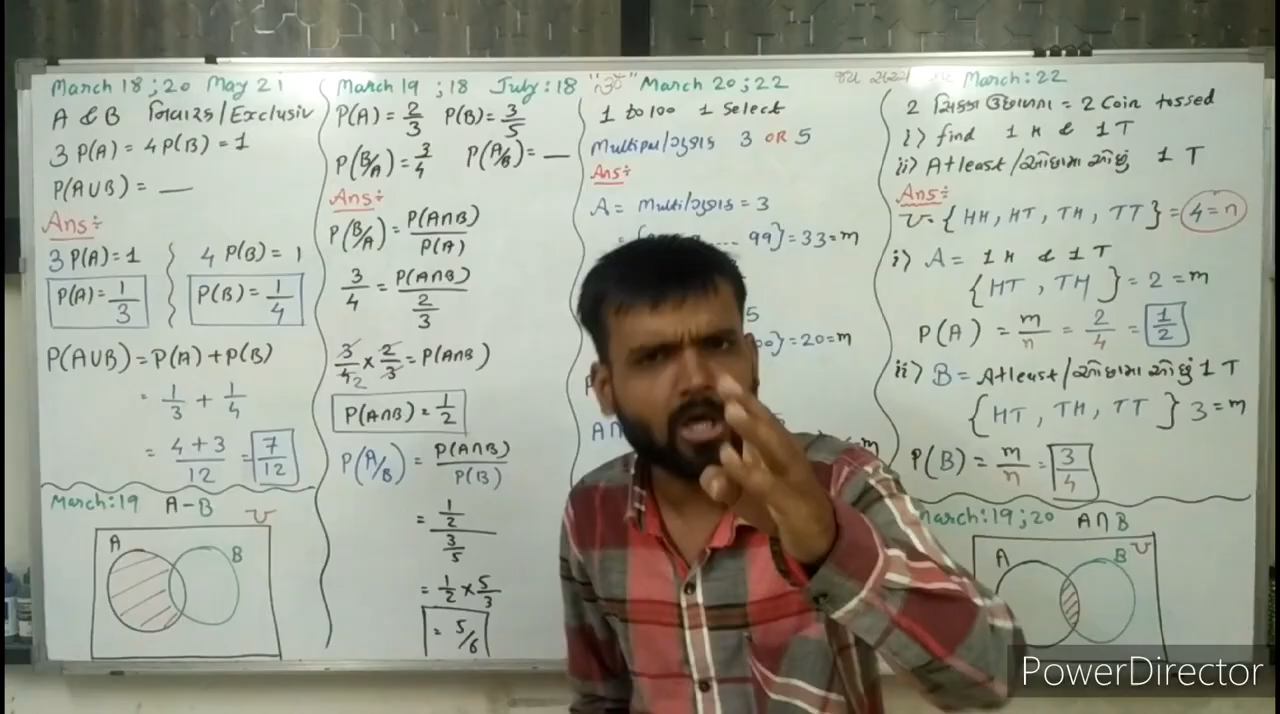 March 18 ; 20 May 21
A & B નિવારક / Exclusiv
3 P(A) = 4 P(B) = 1
P(A∪B) = __
Ans÷
3 P(A) = 1
P(A) = 1/3
4 P(B) = 1
P(B) = 1/4
P(A∪B) = P(A) + P(B)
= 1/3 + 1/4
= 4+3/12 = 7/12
March : 19 A-B
U
A
B
March 19 ; 18 July : 18
P(A) = 2/3 P(B) = 3/5
P(B/A) = 3/4 P(A/B) = __
Ans÷
P(B/A) = P(A∩B)/P(A)
3/4 = P(A∩B)/(2/3)
3/4 2 × 2/3 = P(A∩B)
P(A∩B) = 1/2
P(A/B) = P(A∩B)/P(B)
= (1/2)/(3/5)
= 1/2 × 5/3
= 5/6
"ૐ" March 20 ; 22
1 to 100 1 Select
3 OR 5
Ans÷
A = = 3
99} = 33 = m
5
00} = 20 = m
A∩
= m
March : 22
2 સિક્કા ઉછાળતા = 2 Coin tossed
i) find 1 H & 1 T
ii) Atleast / ઓછામા ઓછું 1 T
Ans÷
U = {HH, HT, TH, TT} = 4 = n
i) A = 1 H & 1 T
{HT, TH} = 2 = m
P(A) = m/n = 2/4 = 1/2
ii) B = Atleast / ઓછામા ઓછું 1 T
{HT, TH, TT} 3 = m
P(B) = m/n = 3/4
March : 19 ; 20 A∩B
U
A
B
PowerDirector